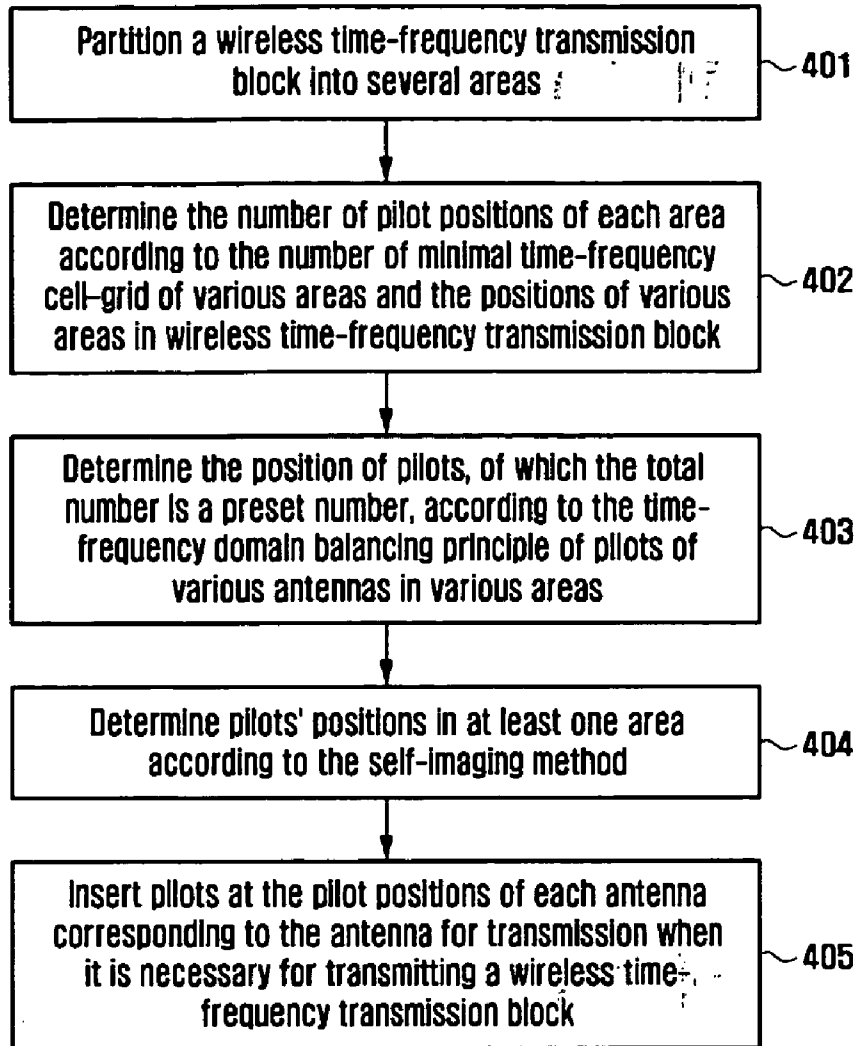 Partition a wireless time-frequency transmission
block into several areas
401
Determine the number of pilot positions of each area
according to the number of minimal time-frequency
cell-grid of various areas and the positions of various
areas in wireless time-frequency transmission block
402
Determine the position of pilots, of which the total
number is a preset number, according to the time-
frequency domain balancing principle of pilots of
various antennas in various areas
403
Determine pilots' positions in at least one area
according to the self-imaging method
404
Insert pilots at the pilot positions of each antenna
corresponding to the antenna for transmission when
it is necessary for transmitting a wireless time-
frequency transmission block
405